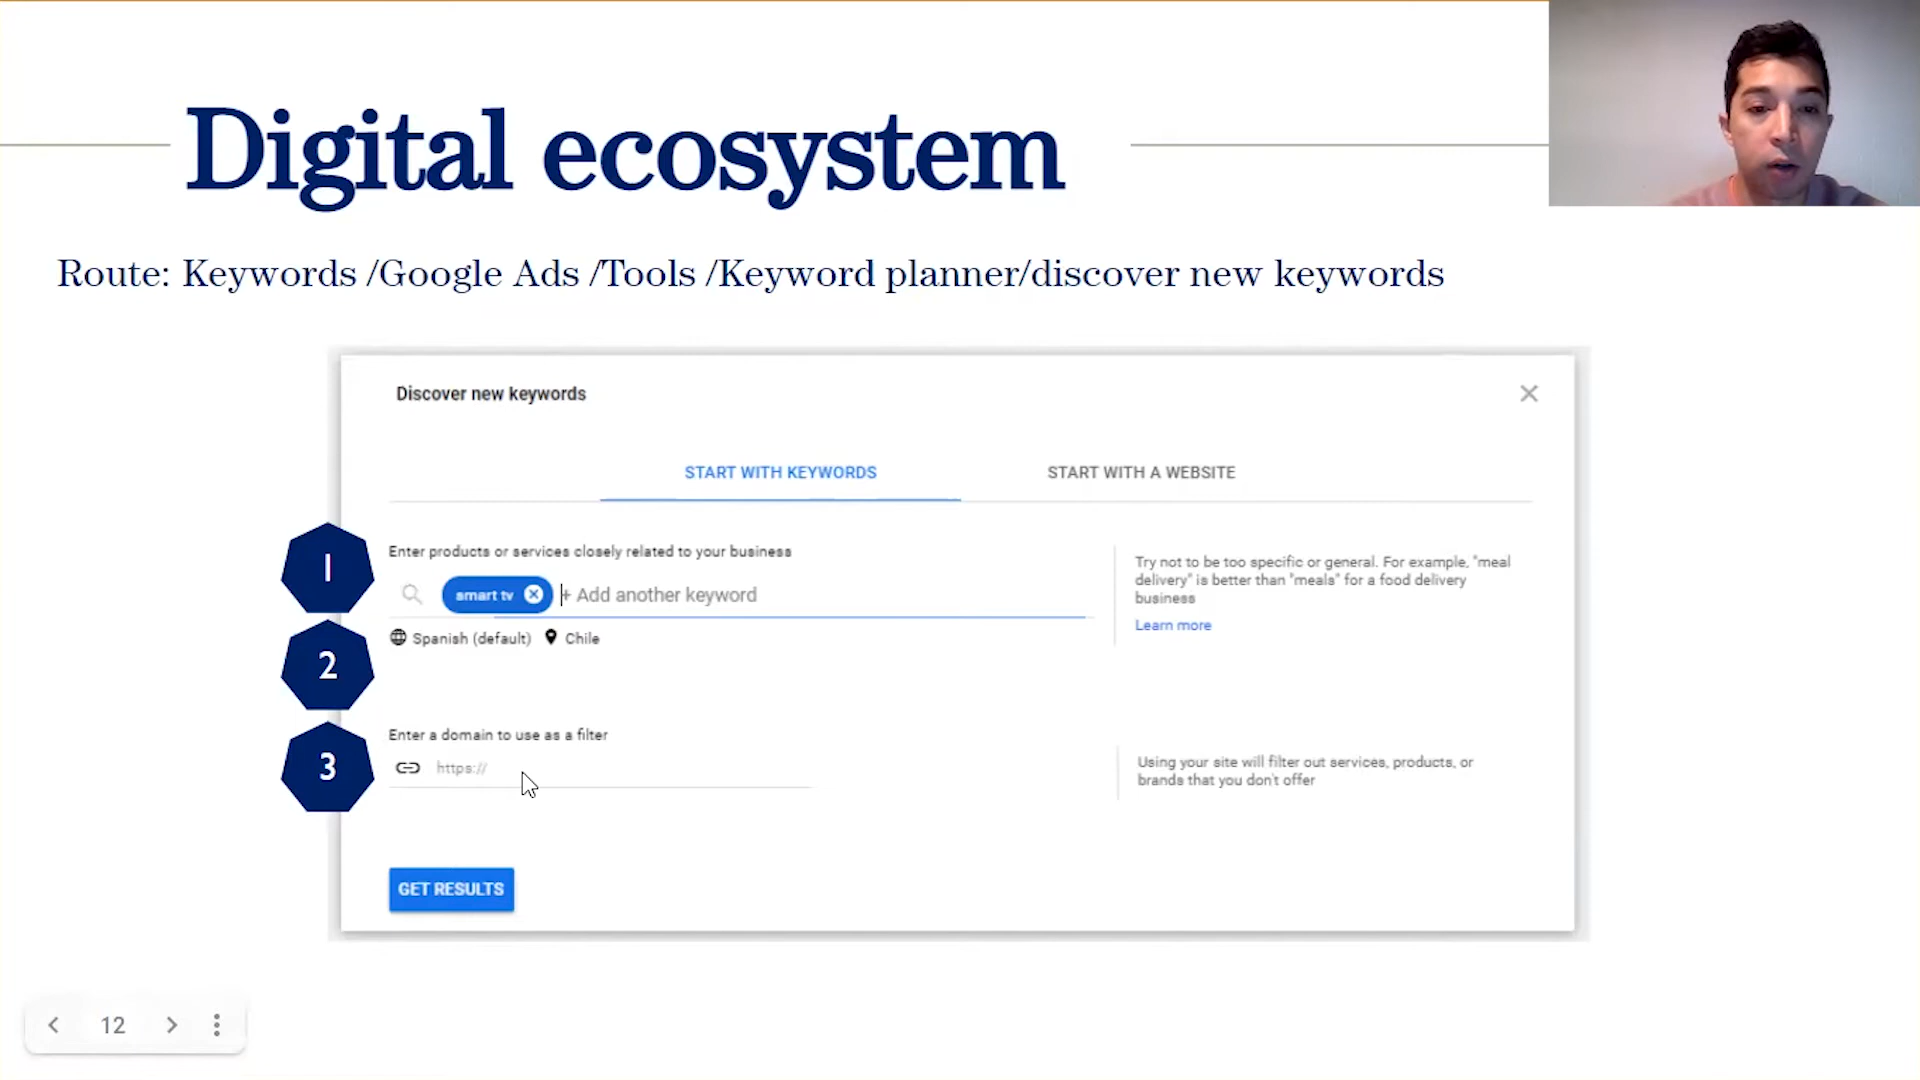 Digital ecosystem
Route: Keywords /Google Ads /Tools /Keyword planner/discover new keywords
Discover new keywords
START WITH KEYWORDS
START WITH A WEBSITE
1
Enter products or services closely related to your business
smart tv
+ Add another keyword
Try not to be too specific or general. For example, "meal
delivery" is better than "meals" for a food delivery
business
Learn more
2
Spanish (default)
Chile
3
Enter a domain to use as a filter
https://
Using your site will filter out services, products, or
brands that you don't offer
GET RESULTS
12